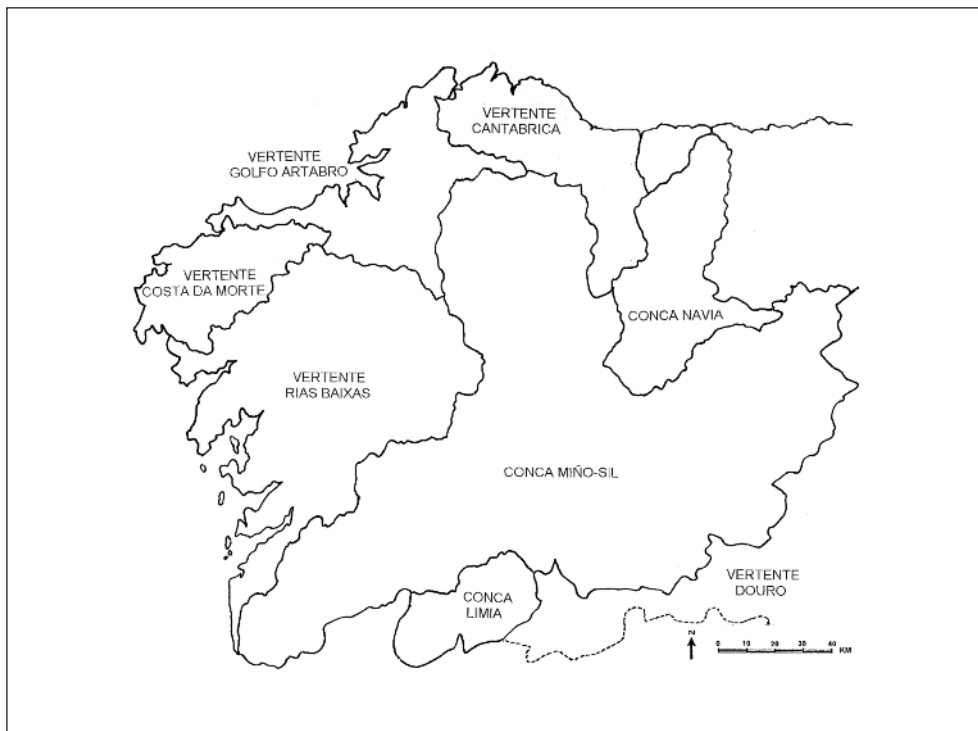 VERTENTE
CANTABRICA
VERTENTE
GOLFO ARTABRO
VERTENTE
COSTA DA MORTE
CONCA NAVIA
VERTENTE
RIAS BAIXAS
CONCA MIÑO-SIL
VERTENTE
DOURO
CONCA
LIMIA
N
0 10 20 30 40
KM